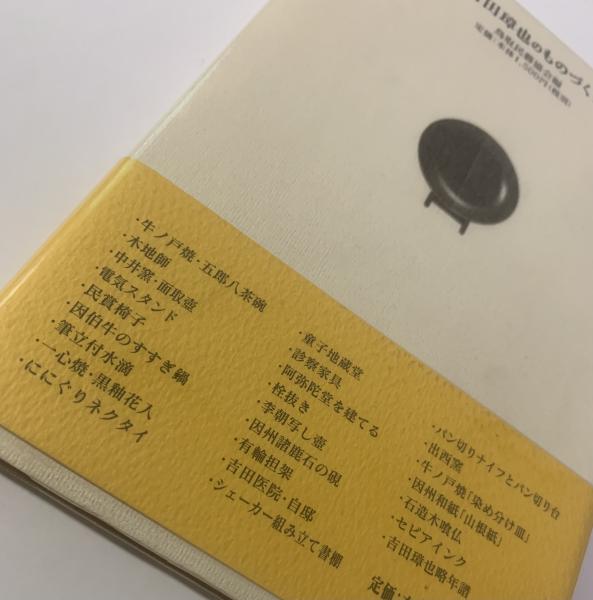 田璋也のものづく
鳥取民藝協会編
定価：本体1,500円（税別）
・牛ノ戸焼・五郎八茶碗
・木地師
・中井窯・面取壺
・電気スタンド
・民賞椅子
・因伯牛のすすぎ鍋
・筆立付水滴
・一心焼・黒釉花入
・ににぐりネクタイ
・童子地蔵堂
・診察家具
・阿弥陀堂を建てる
・栓抜き
・李朝写し壺
・因州諸鹿石の硯
・有輪担架
・吉田医院・自邸
・シェーカー組み立て書棚
・パン切りナイフとパン切り台
・出西窯
・牛ノ戸焼「染め分け皿」
・因州和紙「山根紙」
・石造木喰仏
・セピアインク
・吉田璋也略年譜
定価：